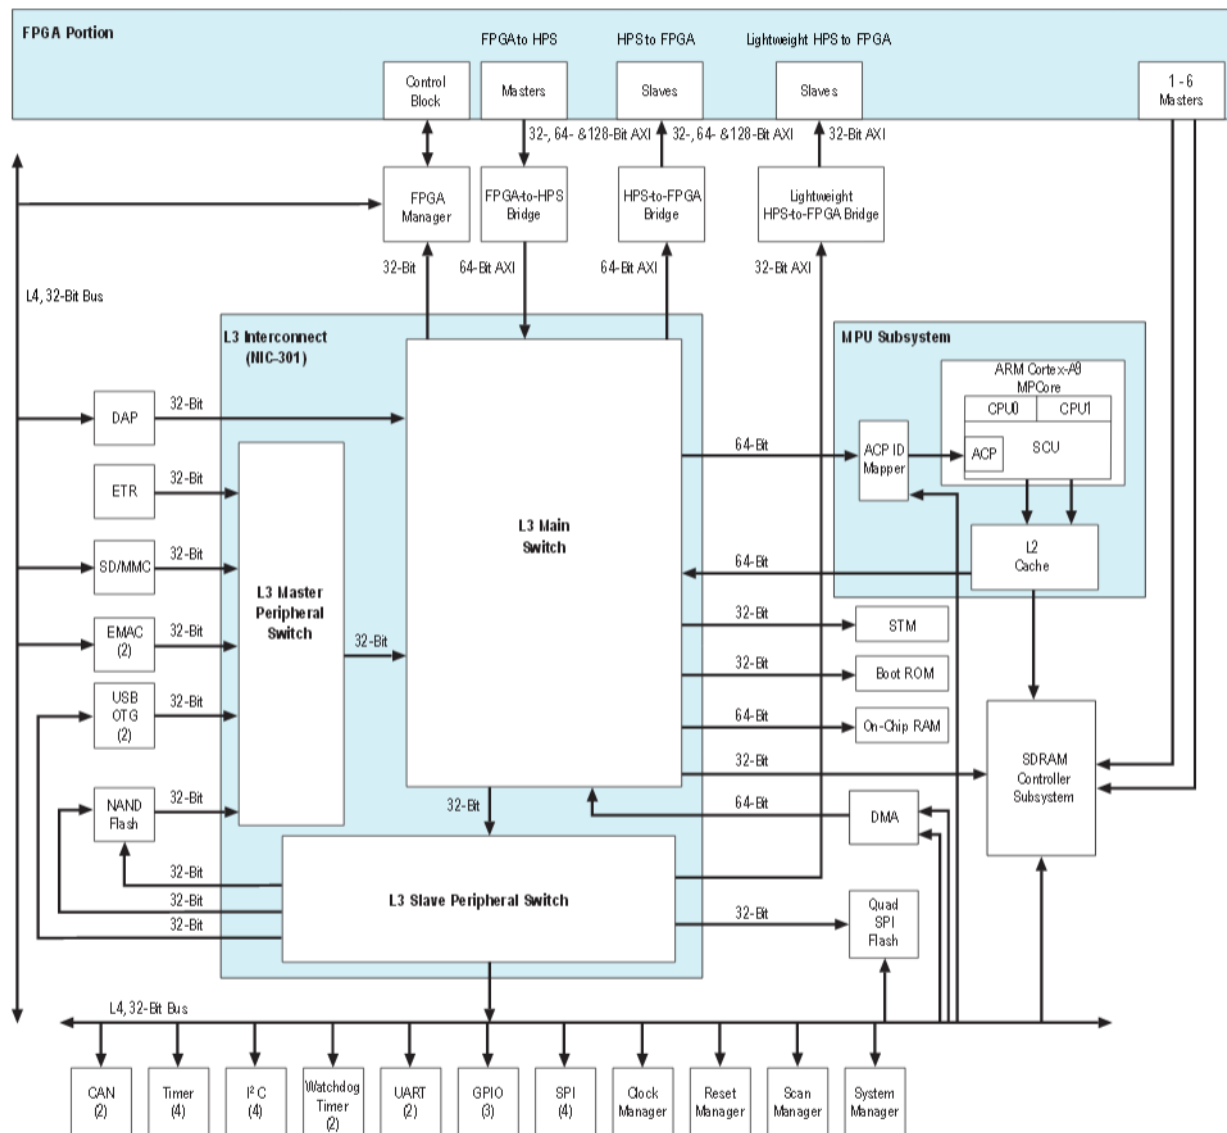 FPGA Portion
FPGA to HPS
HPS to FPGA
Lightweight HPS to FPGA
Control
Block
Masters
Slaves
Slaves
1 - 6
Masters
32-, 64- &128-Bit AXI
32-, 64- &128-Bit AXI
32-Bit AXI
FPGA
Manager
FPGA-to-HPS
Bridge
HPS-to-FPGA
Bridge
Lightweight
HPS-to-FPGA Bridge
32-Bit
64-Bit AXI
64-Bit AXI
32-Bit AXI
L4, 32-Bit Bus
L3 Interconnect
(NIC-301)
MPU Subsystem
ARM Cortex-A9
MPCore
CPU0
CPU1
ACP
SCU
ACP ID
Mapper
L2
Cache
DAP
32-Bit
ETR
32-Bit
SD/MMC
32-Bit
EMAC
(2)
32-Bit
USB
OTG
(2)
32-Bit
NAND
Flash
32-Bit
L3 Master
Peripheral
Switch
32-Bit
L3 Main
Switch
64-Bit
64-Bit
32-Bit
STM
32-Bit
Boot ROM
64-Bit
On-Chip RAM
32-Bit
SDRAM
Controller
Subsystem
64-Bit
DMA
32-Bit
L3 Slave Peripheral Switch
32-Bit
32-Bit
32-Bit
32-Bit
Quad
SPI
Flash
L4, 32-Bit Bus
CAN
(2)
Timer
(4)
I²C
(4)
Watchdog
Timer
(2)
UART
(2)
GPIO
(3)
SPI
(4)
Clock
Manager
Reset
Manager
Scan
Manager
System
Manager